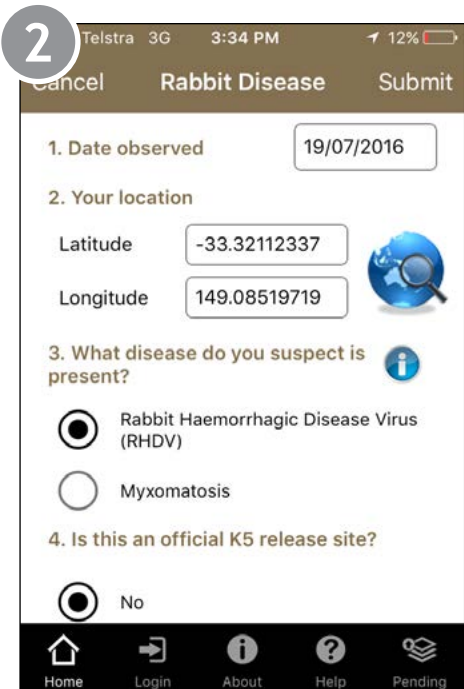 2
Telstra 3G 3:34 PM 12%
Cancel Rabbit Disease Submit
1. Date observed 19/07/2016
2. Your location
Latitude -33.32112337
Longitude 149.08519719
3. What disease do you suspect is
present?
Rabbit Haemorrhagic Disease Virus
(RHDV)
Myxomatosis
4. Is this an official K5 release site?
No
Home Login About Help Pending